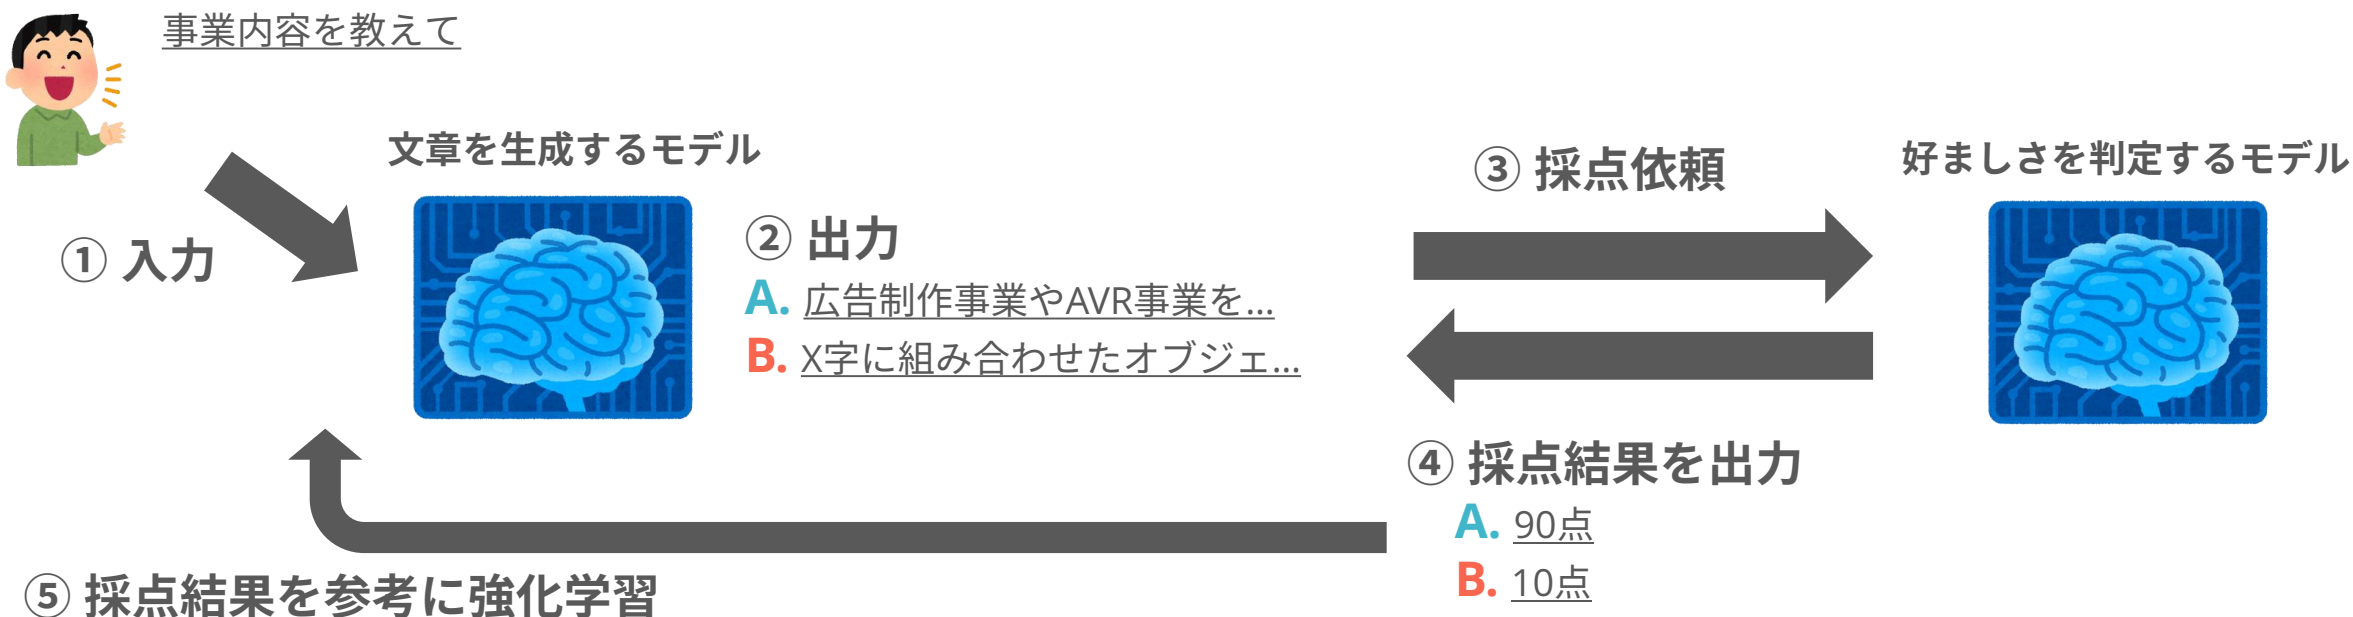 事業内容を教えて
文章を生成するモデル
① 入力
② 出力
A. 広告制作事業やAVR事業を...
B. X字に組み合わせたオブジェ...
③ 採点依頼
好ましさを判定するモデル
④ 採点結果を出力
A. 90点
B. 10点
⑤ 採点結果を参考に強化学習